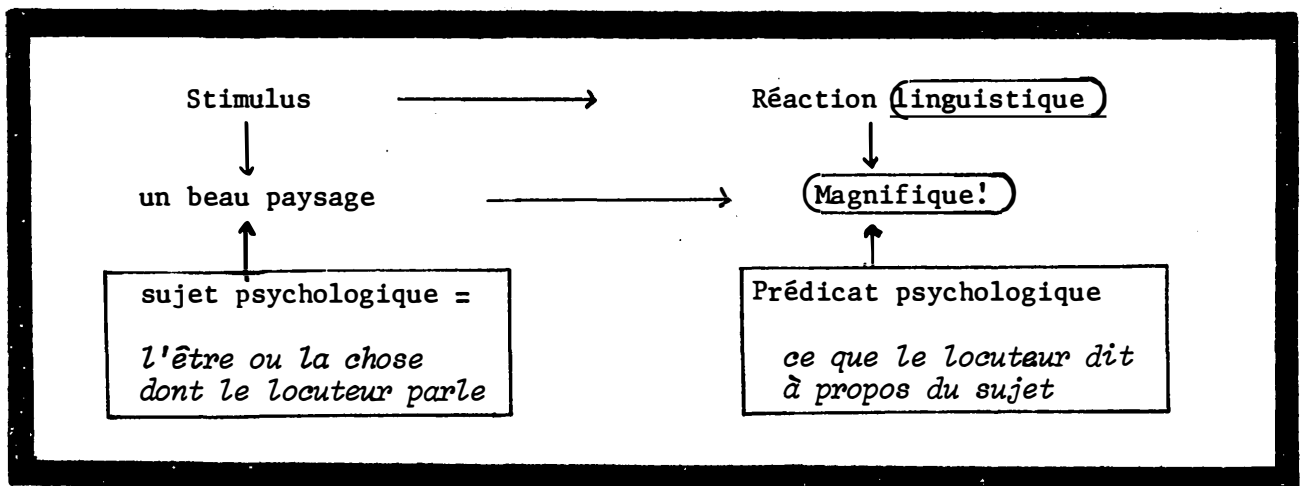 Stimulus
Réaction linguistique
un beau paysage
Magnifique!
sujet psychologique =
l'être ou la chose
dont le locuteur parle
Prédicat psychologique
ce que le locuteur dit
à propos du sujet